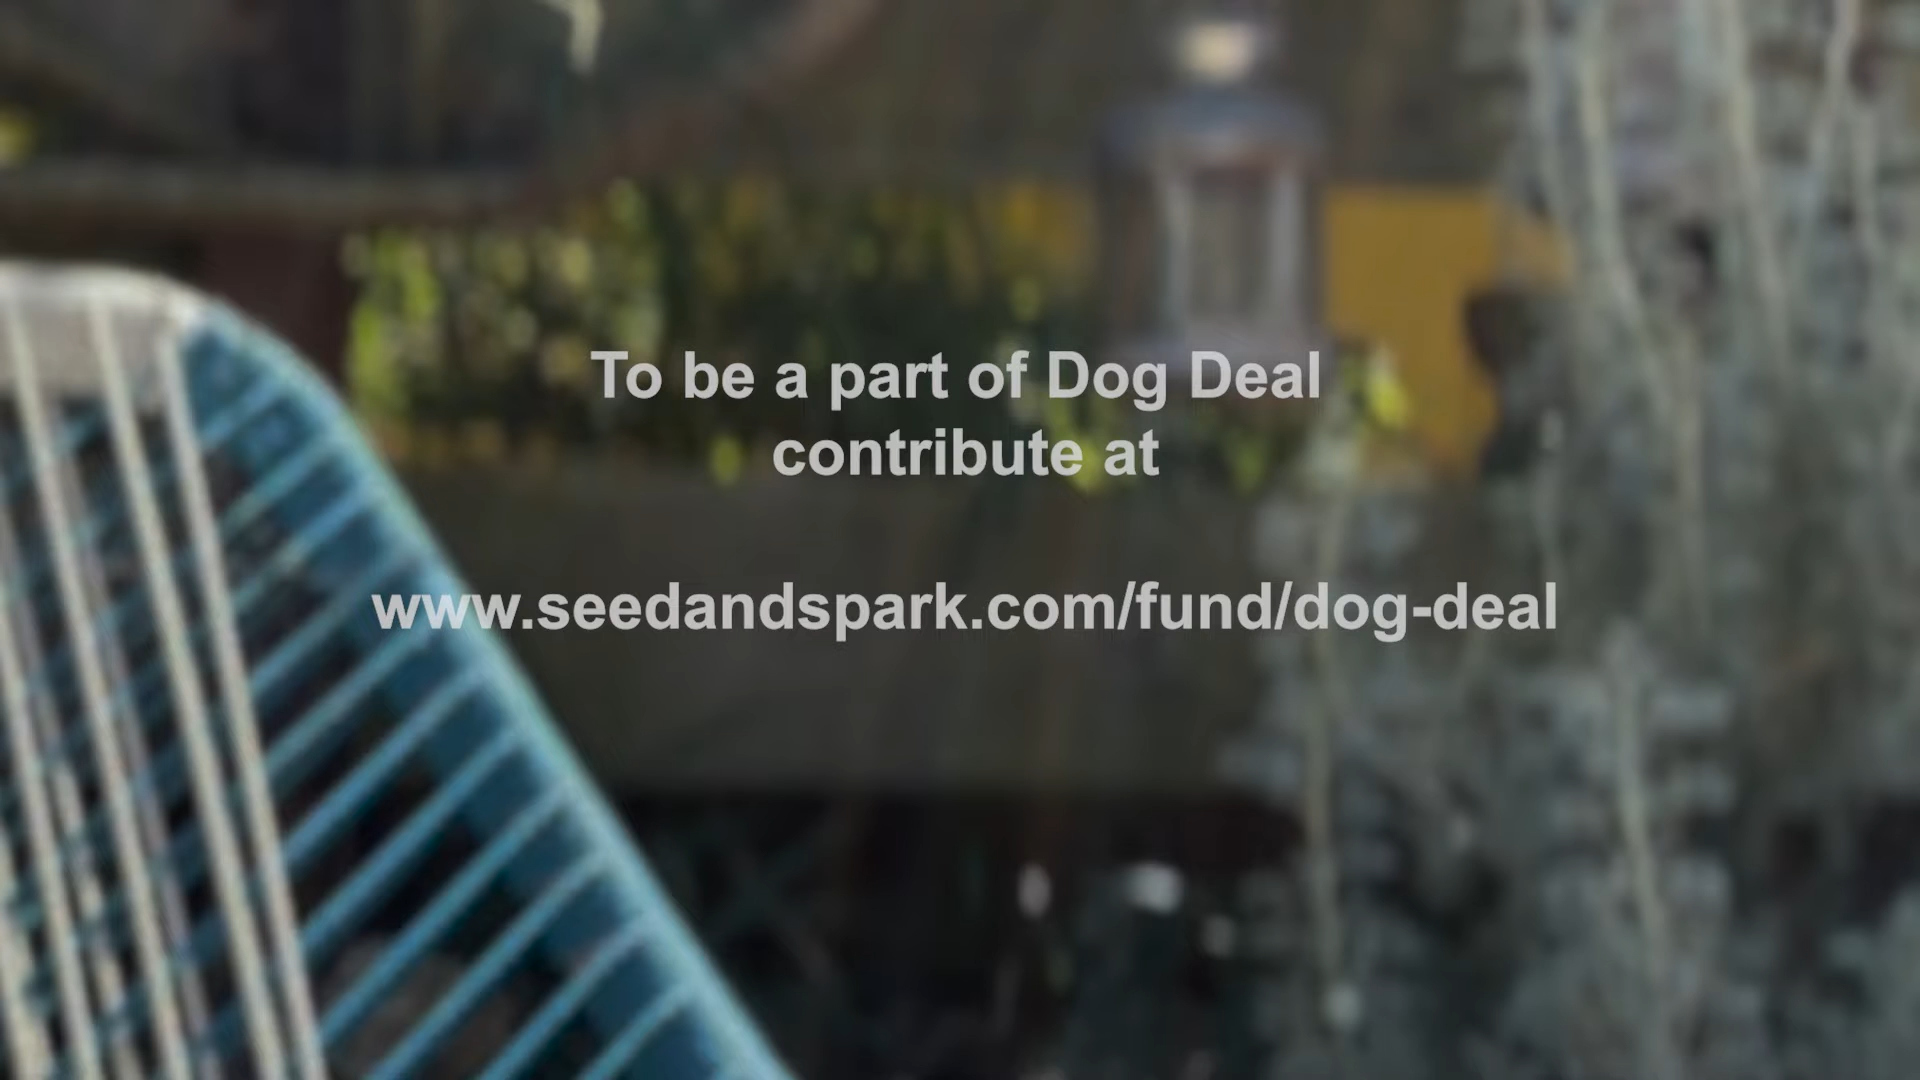 To be a part of Dog Deal
contribute at
www.seedandspark.com/fund/dog-deal